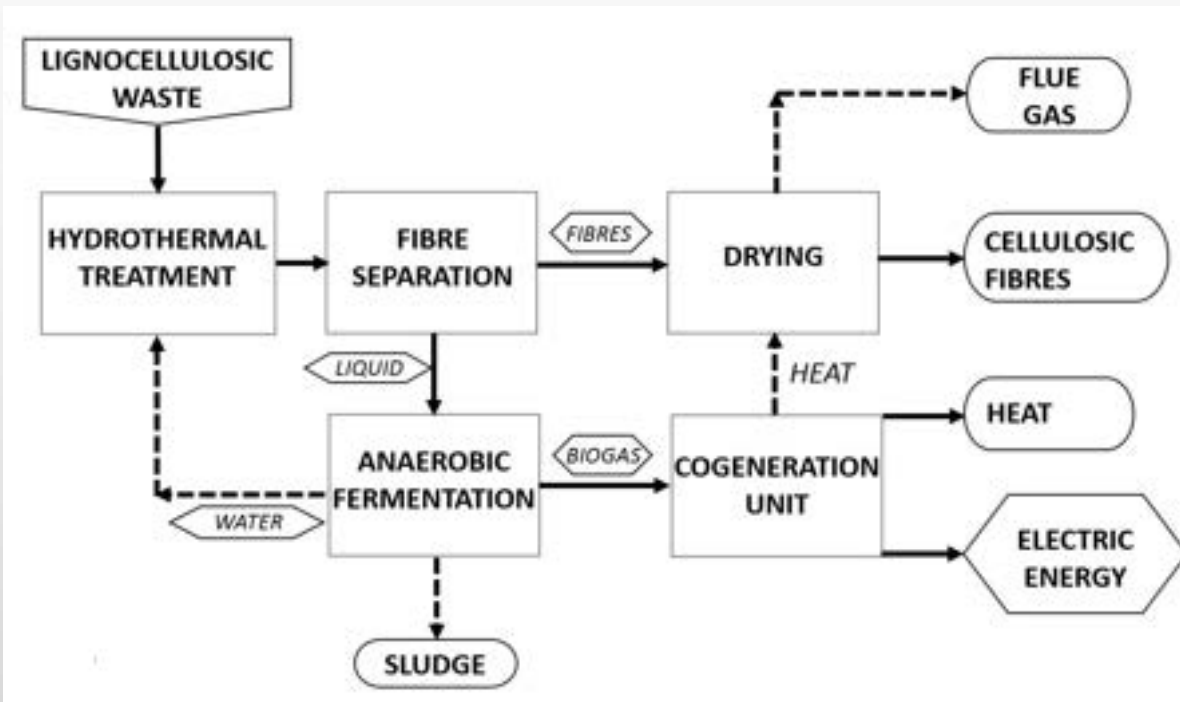 LIGNOCELLULOSIC
WASTE
FLUE
GAS
HYDROTHERMAL
TREATMENT
FIBRE
SEPARATION
FIBRES
DRYING
CELLULOSIC
FIBRES
LIQUID
HEAT
HEAT
ANAEROBIC
FERMENTATION
BIOGAS
COGENERATION
UNIT
WATER
ELECTRIC
ENERGY
SLUDGE